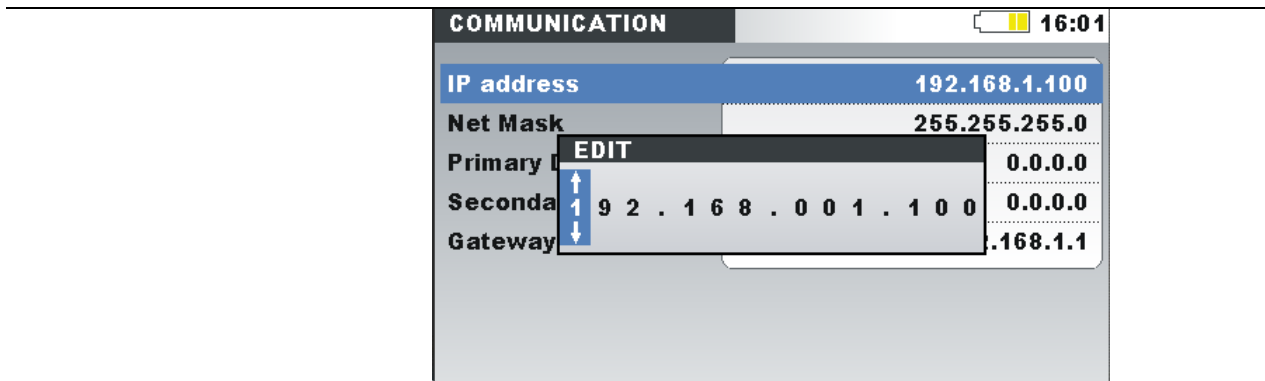 COMMUNICATION 16:01
IP address 192.168.1.100
Net Mask 255.255.255.0
EDIT
Primary 0.0.0.0
192.168.001.100
0.0.0.0
Gateway .168.1.1